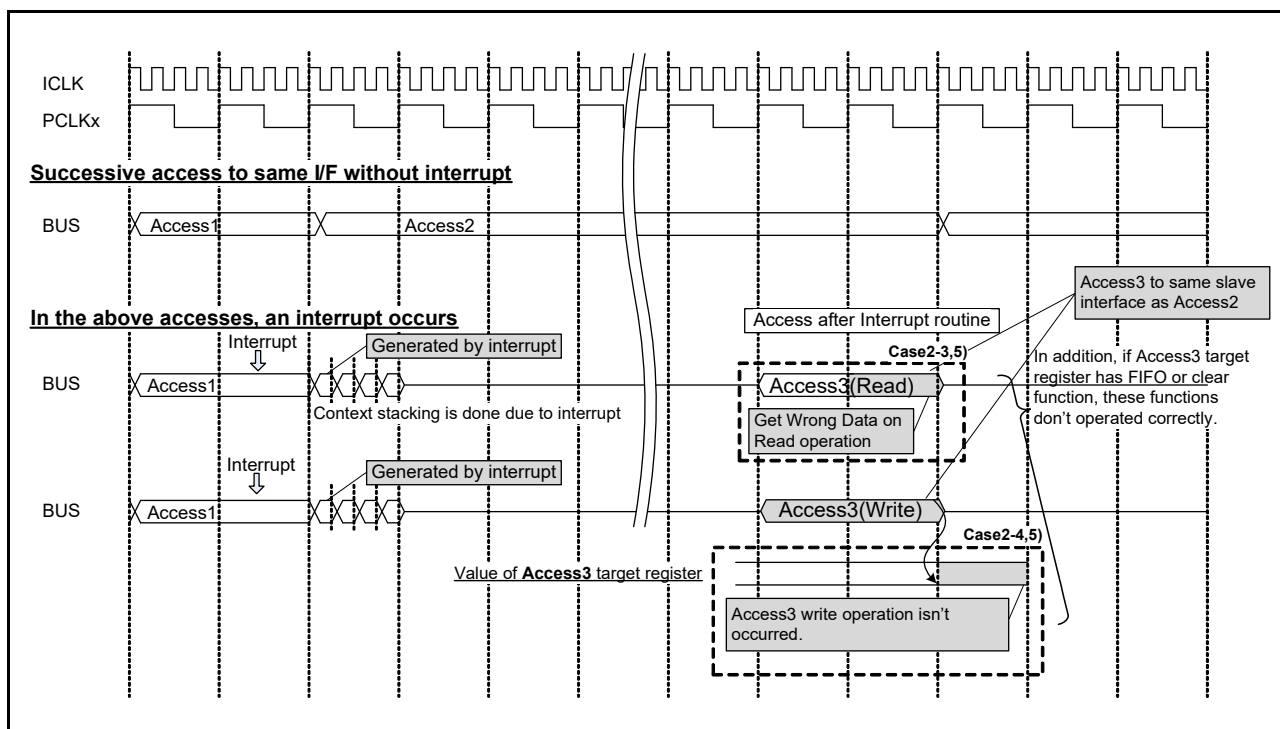 ICLK
PCLKx
Successive access to same I/F without interrupt
BUS
Access1
Access2
Access3 to same slave
interface as Access2
In the above accesses, an interrupt occurs
Access after Interrupt routine
Interrupt
Generated by interrupt
Case2-3,5)
In addition, if Access3 target
register has FIFO or clear
function, these functions
don't operated correctly.
BUS
Access1
Access3(Read)
Context stacking is done due to interrupt
Get Wrong Data on
Read operation
Interrupt
Generated by interrupt
BUS
Access1
Access3(Write)
Case2-4,5)
Value of Access3 target register
Access3 write operation isn't
occurred.